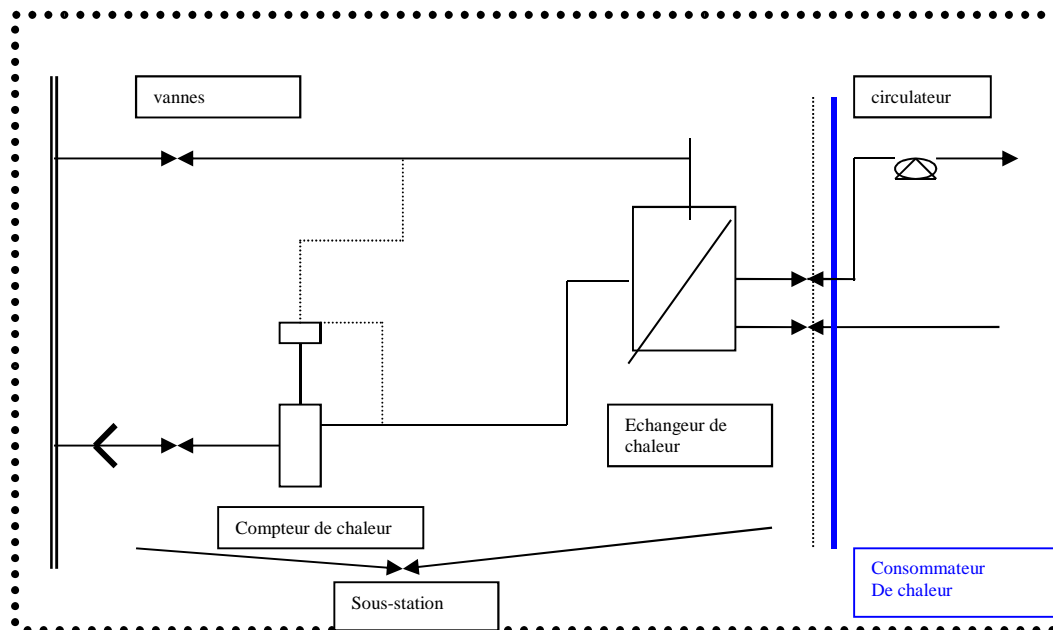 vannes
circulateur
Echangeur de
chaleur
Compteur de chaleur
Consommateur
De chaleur
Sous-station